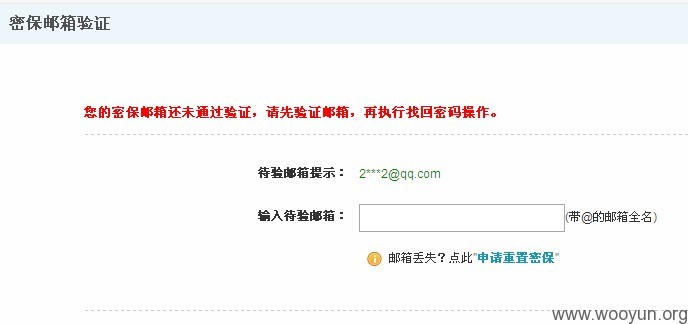 密保邮箱验证
您的密保邮箱还未通过验证，请先验证邮箱，再执行找回密码操作。
待验邮箱提示： 2***2@qq.com
输入待验邮箱： (带@的邮箱全名)
邮箱丢失？点此"申请重置密保"
www.wooyun.org